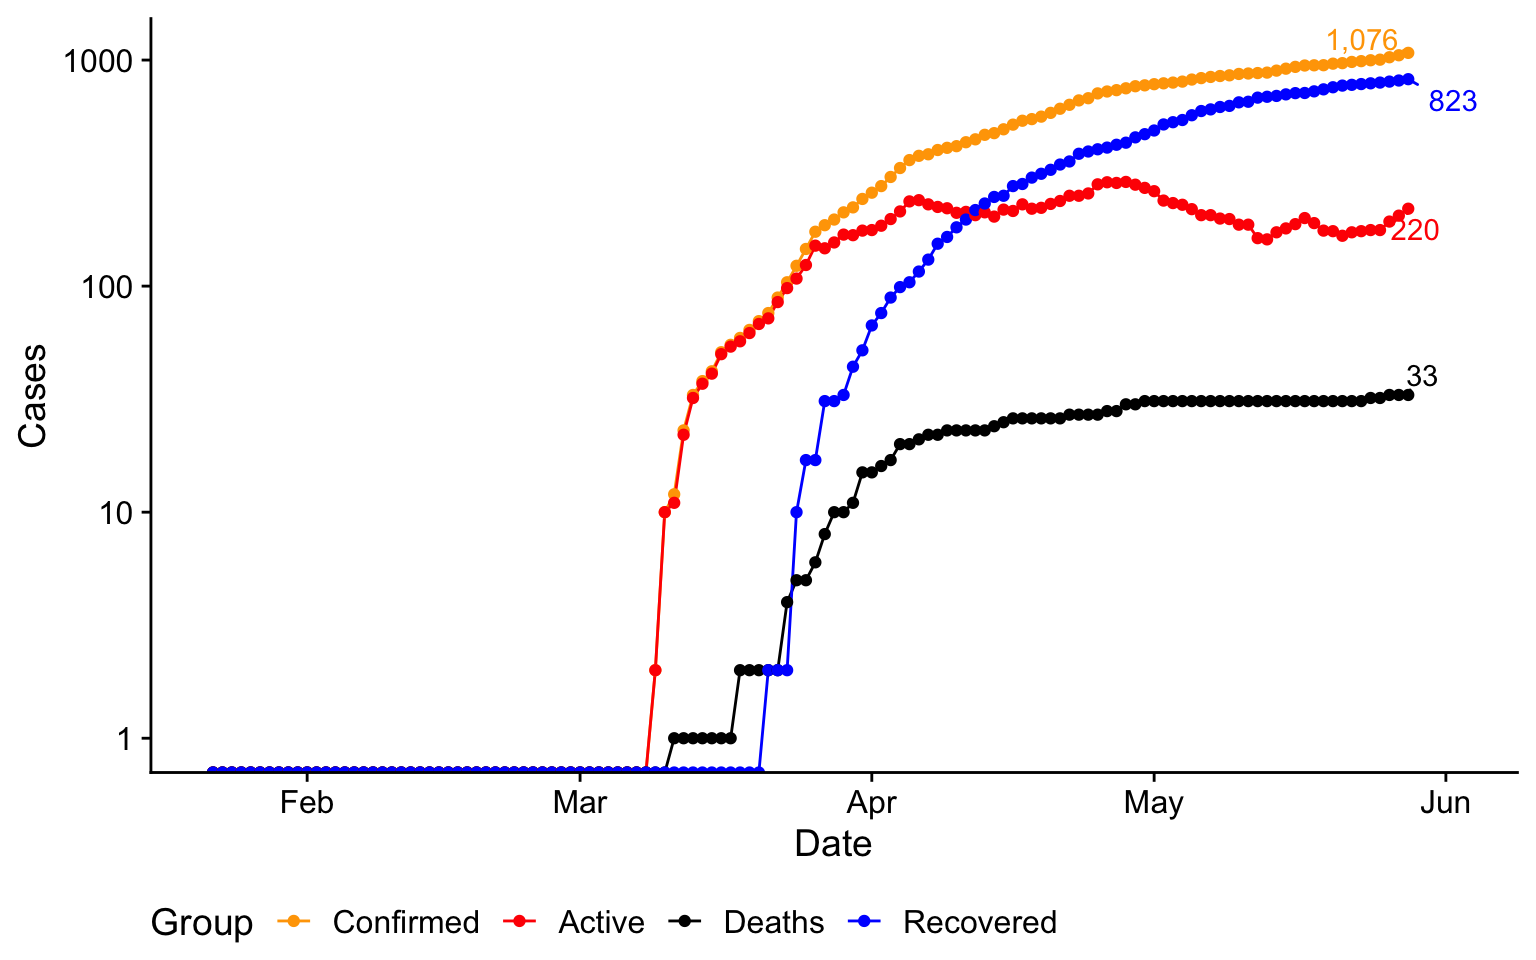 1,076
1000
823
220
100
33
10
1
Cases
Feb Mar Apr May Jun
Date
Group Confirmed Active Deaths Recovered